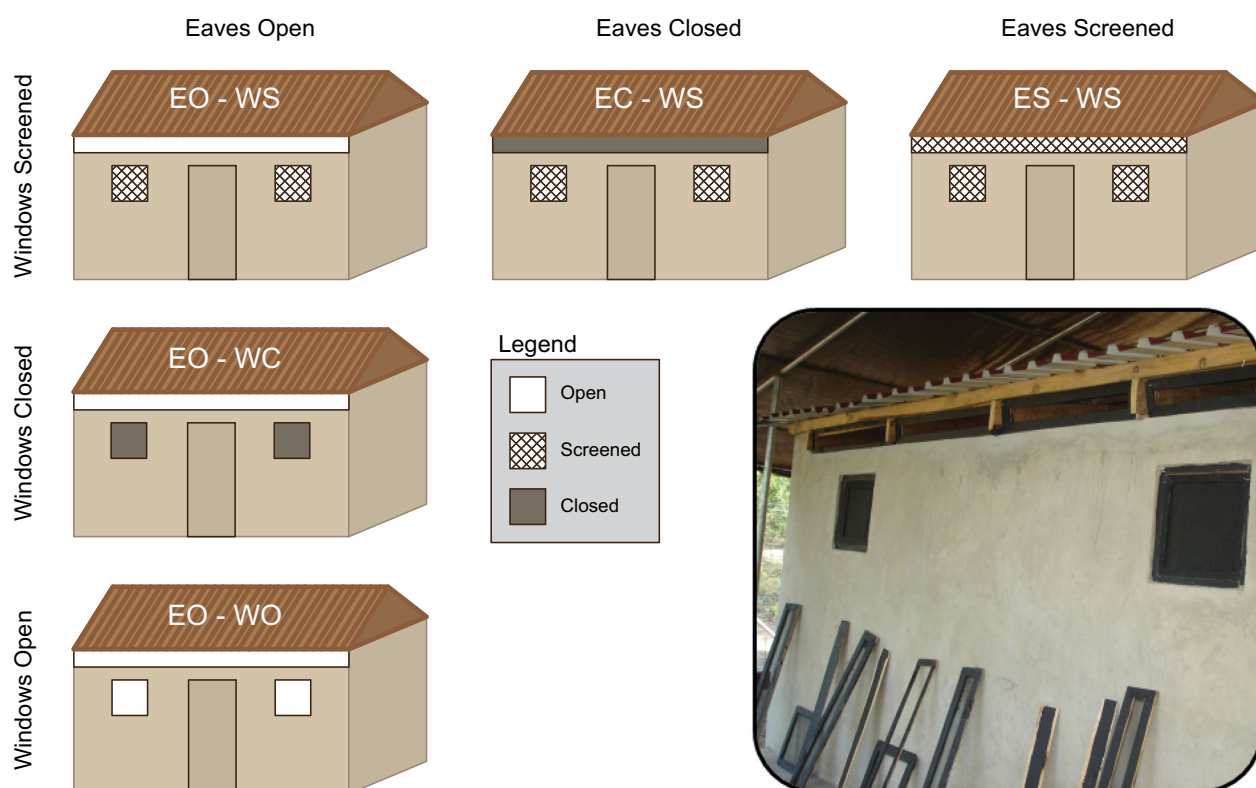 Eaves Open
Eaves Closed
Eaves Screened
Windows Screened
EO - WS
EC - WS
ES - WS
Windows Closed
EO - WC
Legend
Open
Screened
Closed
Windows Open
EO - WO